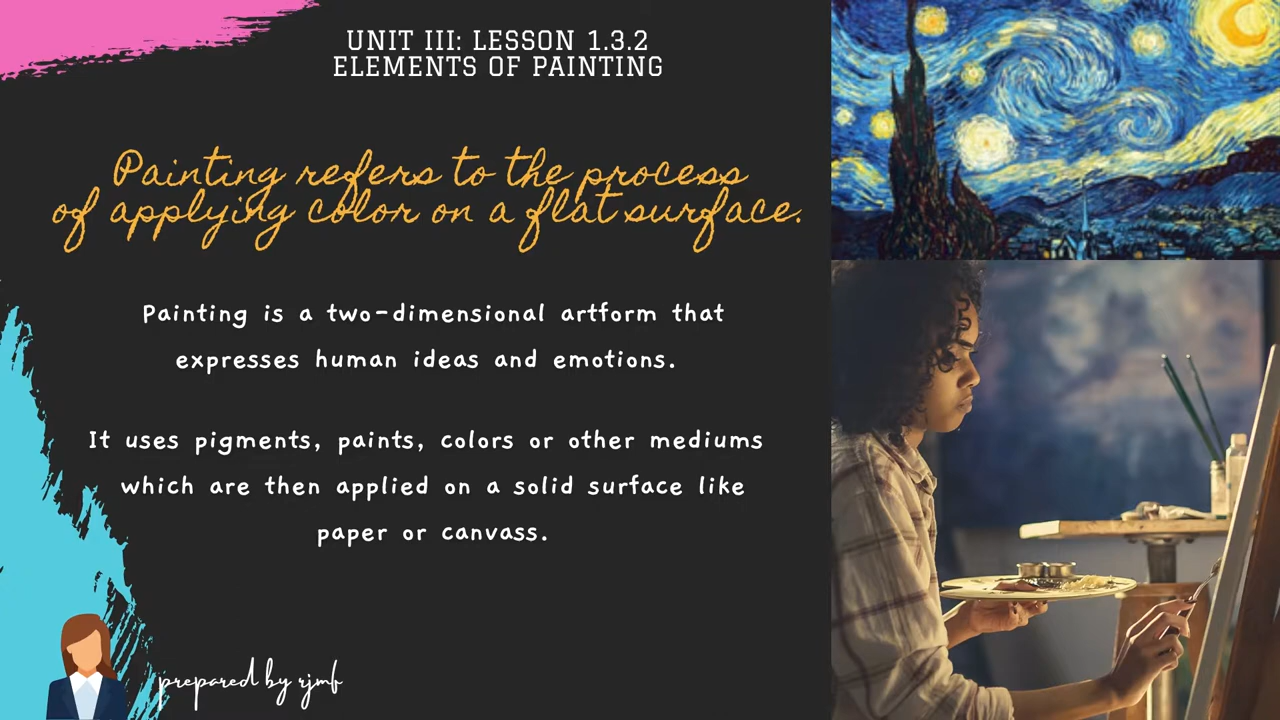 UNIT III: LESSON 1.3.2
ELEMENTS OF PAINTING
Painting refers to the process
of applying color on a flat surface.
Painting is a two-dimensional artform that
expresses human ideas and emotions.
It uses pigments, paints, colors or other mediums
which are then applied on a solid surface like
paper or canvass.
prepared by rjmf